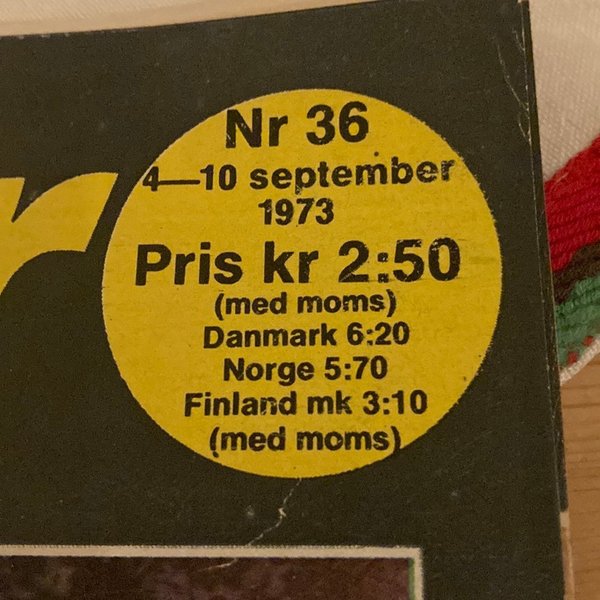 r
Nr 36
4—10 september
1973
Pris kr 2:50
(med moms)
Danmark 6:20
Norge 5:70
Finland mk 3:10
(med moms)